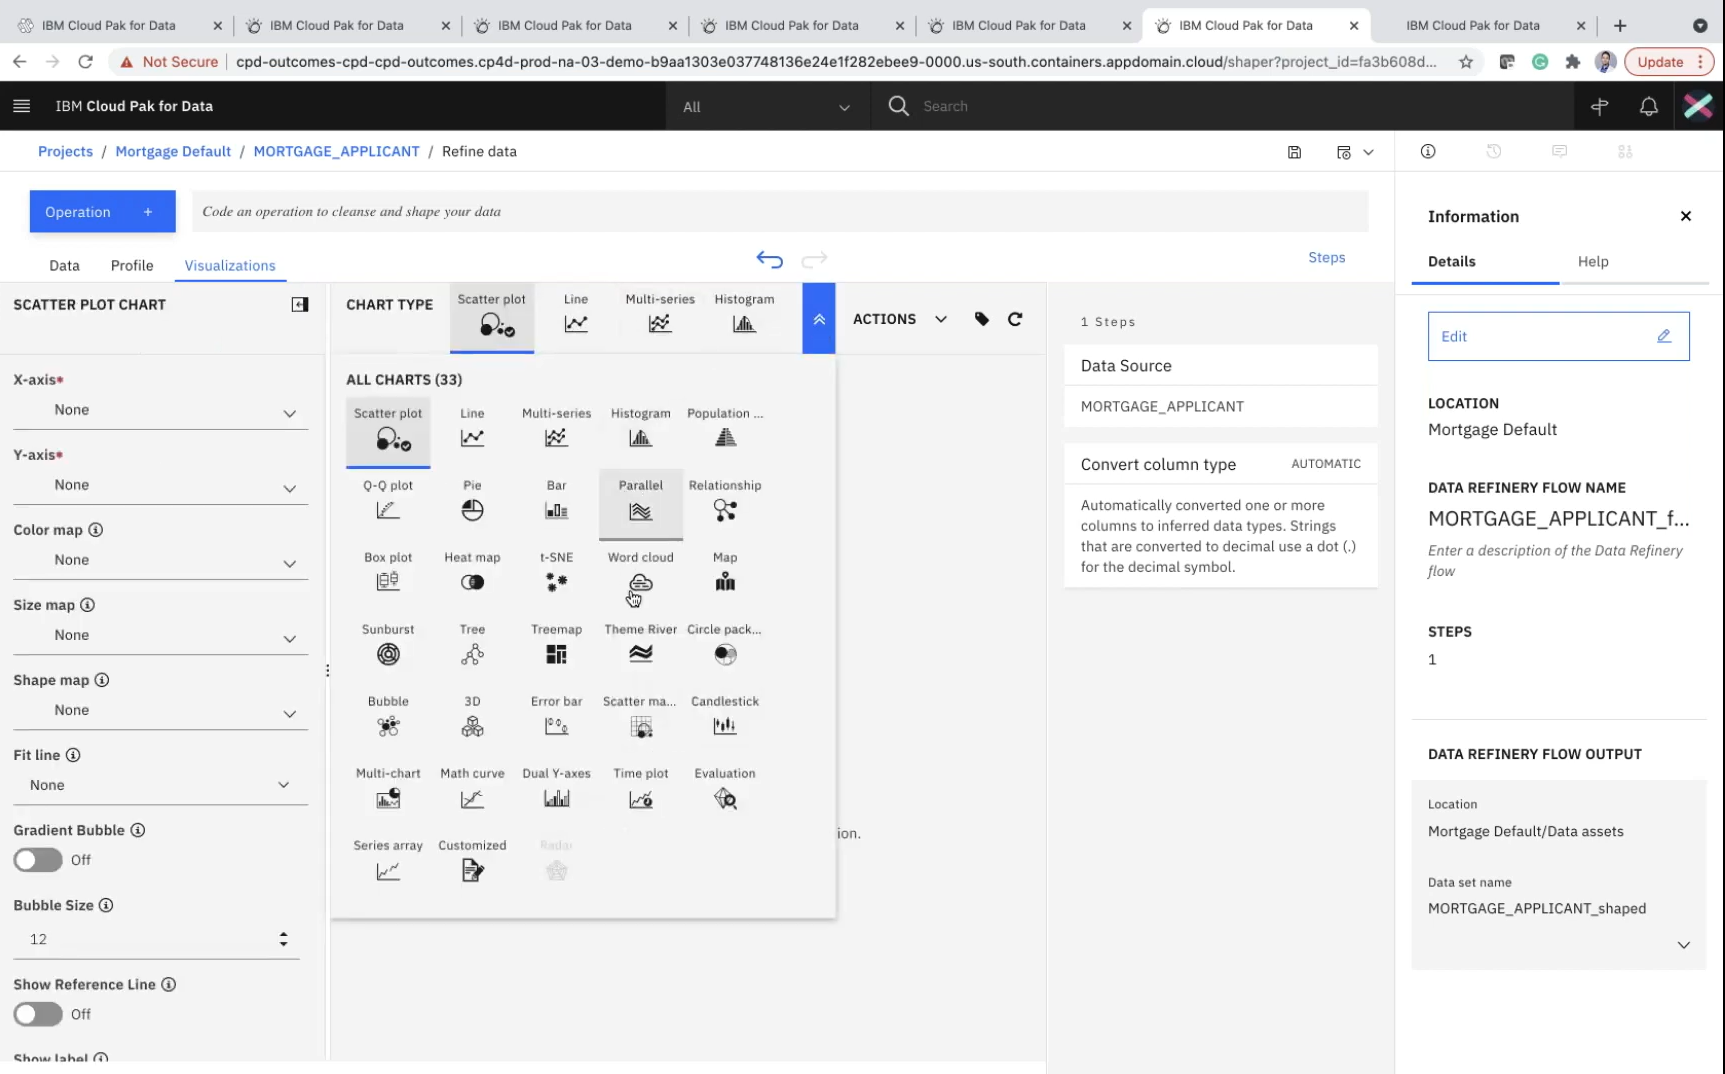 IBM Cloud Pak for Data
IBM Cloud Pak for Data
IBM Cloud Pak for Data
IBM Cloud Pak for Data
IBM Cloud Pak for Data
IBM Cloud Pak for Data
IBM Cloud Pak for Data
Not Secure
cpd-outcomes-cpd-cpd-outcomes.cp4d-prod-na-03-demo-b9aa1303e037748136e24e1f282ebee9-0000.us-south.containers.appdomain.cloud/shaper?project_id=fa3b608d...
Update
IBM Cloud Pak for Data
All
Search
Projects / Mortgage Default / MORTGAGE_APPLICANT / Refine data
Operation +
Code an operation to cleanse and shape your data
Data
Profile
Visualizations
Steps
SCATTER PLOT CHART
X-axis*
None
Y-axis*
None
Color map
None
Size map
None
Shape map
None
Fit line
None
Gradient Bubble
Off
Bubble Size
12
Show Reference Line
Off
Show label
CHART TYPE
Scatter plot
Line
Multi-series
Histogram
ACTIONS
ALL CHARTS (33)
Scatter plot
Line
Multi-series
Histogram
Population ...
Q-Q plot
Pie
Bar
Parallel
Relationship
Box plot
Heat map
t-SNE
Word cloud
Map
Sunburst
Tree
Treemap
Theme River
Circle pack...
Bubble
3D
Error bar
Scatter ma...
Candlestick
Multi-chart
Math curve
Dual Y-axes
Time plot
Evaluation
Series array
Customized
Radar
ion.
1 Steps
Data Source
MORTGAGE_APPLICANT
Convert column type
AUTOMATIC
Automatically converted one or more
columns to inferred data types. Strings
that are converted to decimal use a dot (.)
for the decimal symbol.
Information
Details
Help
Edit
LOCATION
Mortgage Default
DATA REFINERY FLOW NAME
MORTGAGE_APPLICANT_f...
Enter a description of the Data Refinery
flow
STEPS
1
DATA REFINERY FLOW OUTPUT
Location
Mortgage Default/Data assets
Data set name
MORTGAGE_APPLICANT_shaped